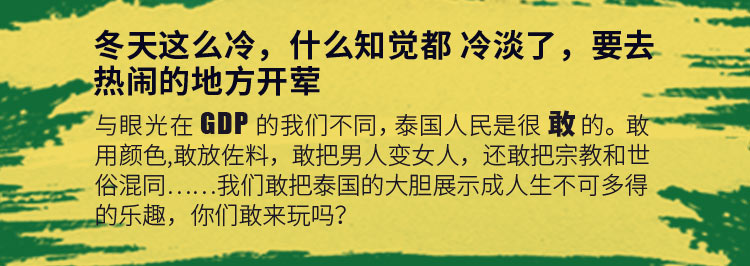 冬天这么冷，什么知觉都 冷淡了，要去
热闹的地方开荤
与眼光在 GDP 的我们不同，泰国人民是很 敢 的。敢
用颜色,敢放佐料，敢把男人变女人，还敢把宗教和世
俗混同……我们敢把泰国的大胆展示成人生不可多得
的乐趣，你们敢来玩吗？